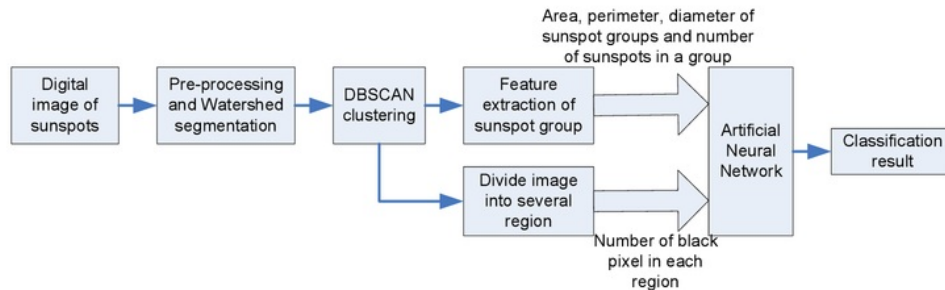 Area, perimeter, diameter of
sunspot groups and number
of sunspots in a group
Digital
image of
sunspots
Pre-processing
and Watershed
segmentation
DBSCAN
clustering
Feature
extraction of
sunspot group
Artificial
Neural
Network
Classification
result
Divide image
into several
region
Number of black
pixel in each
region